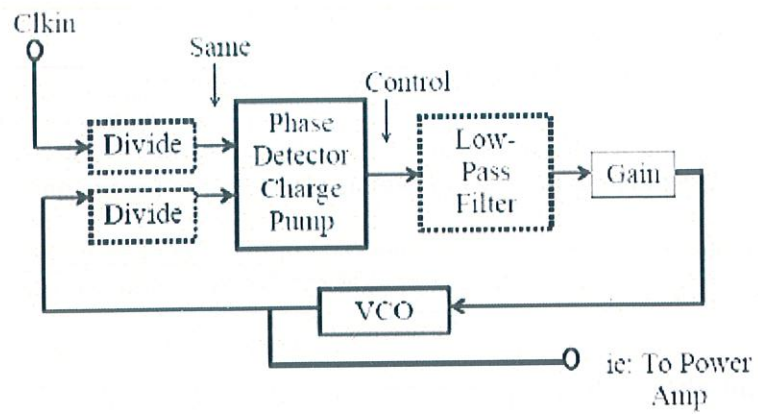 Clkin
Same
Control
Divide
Divide
Phase
Detector
Charge
Pump
Low-
Pass
Filter
Gain
VCO
ie: To Power
Amp